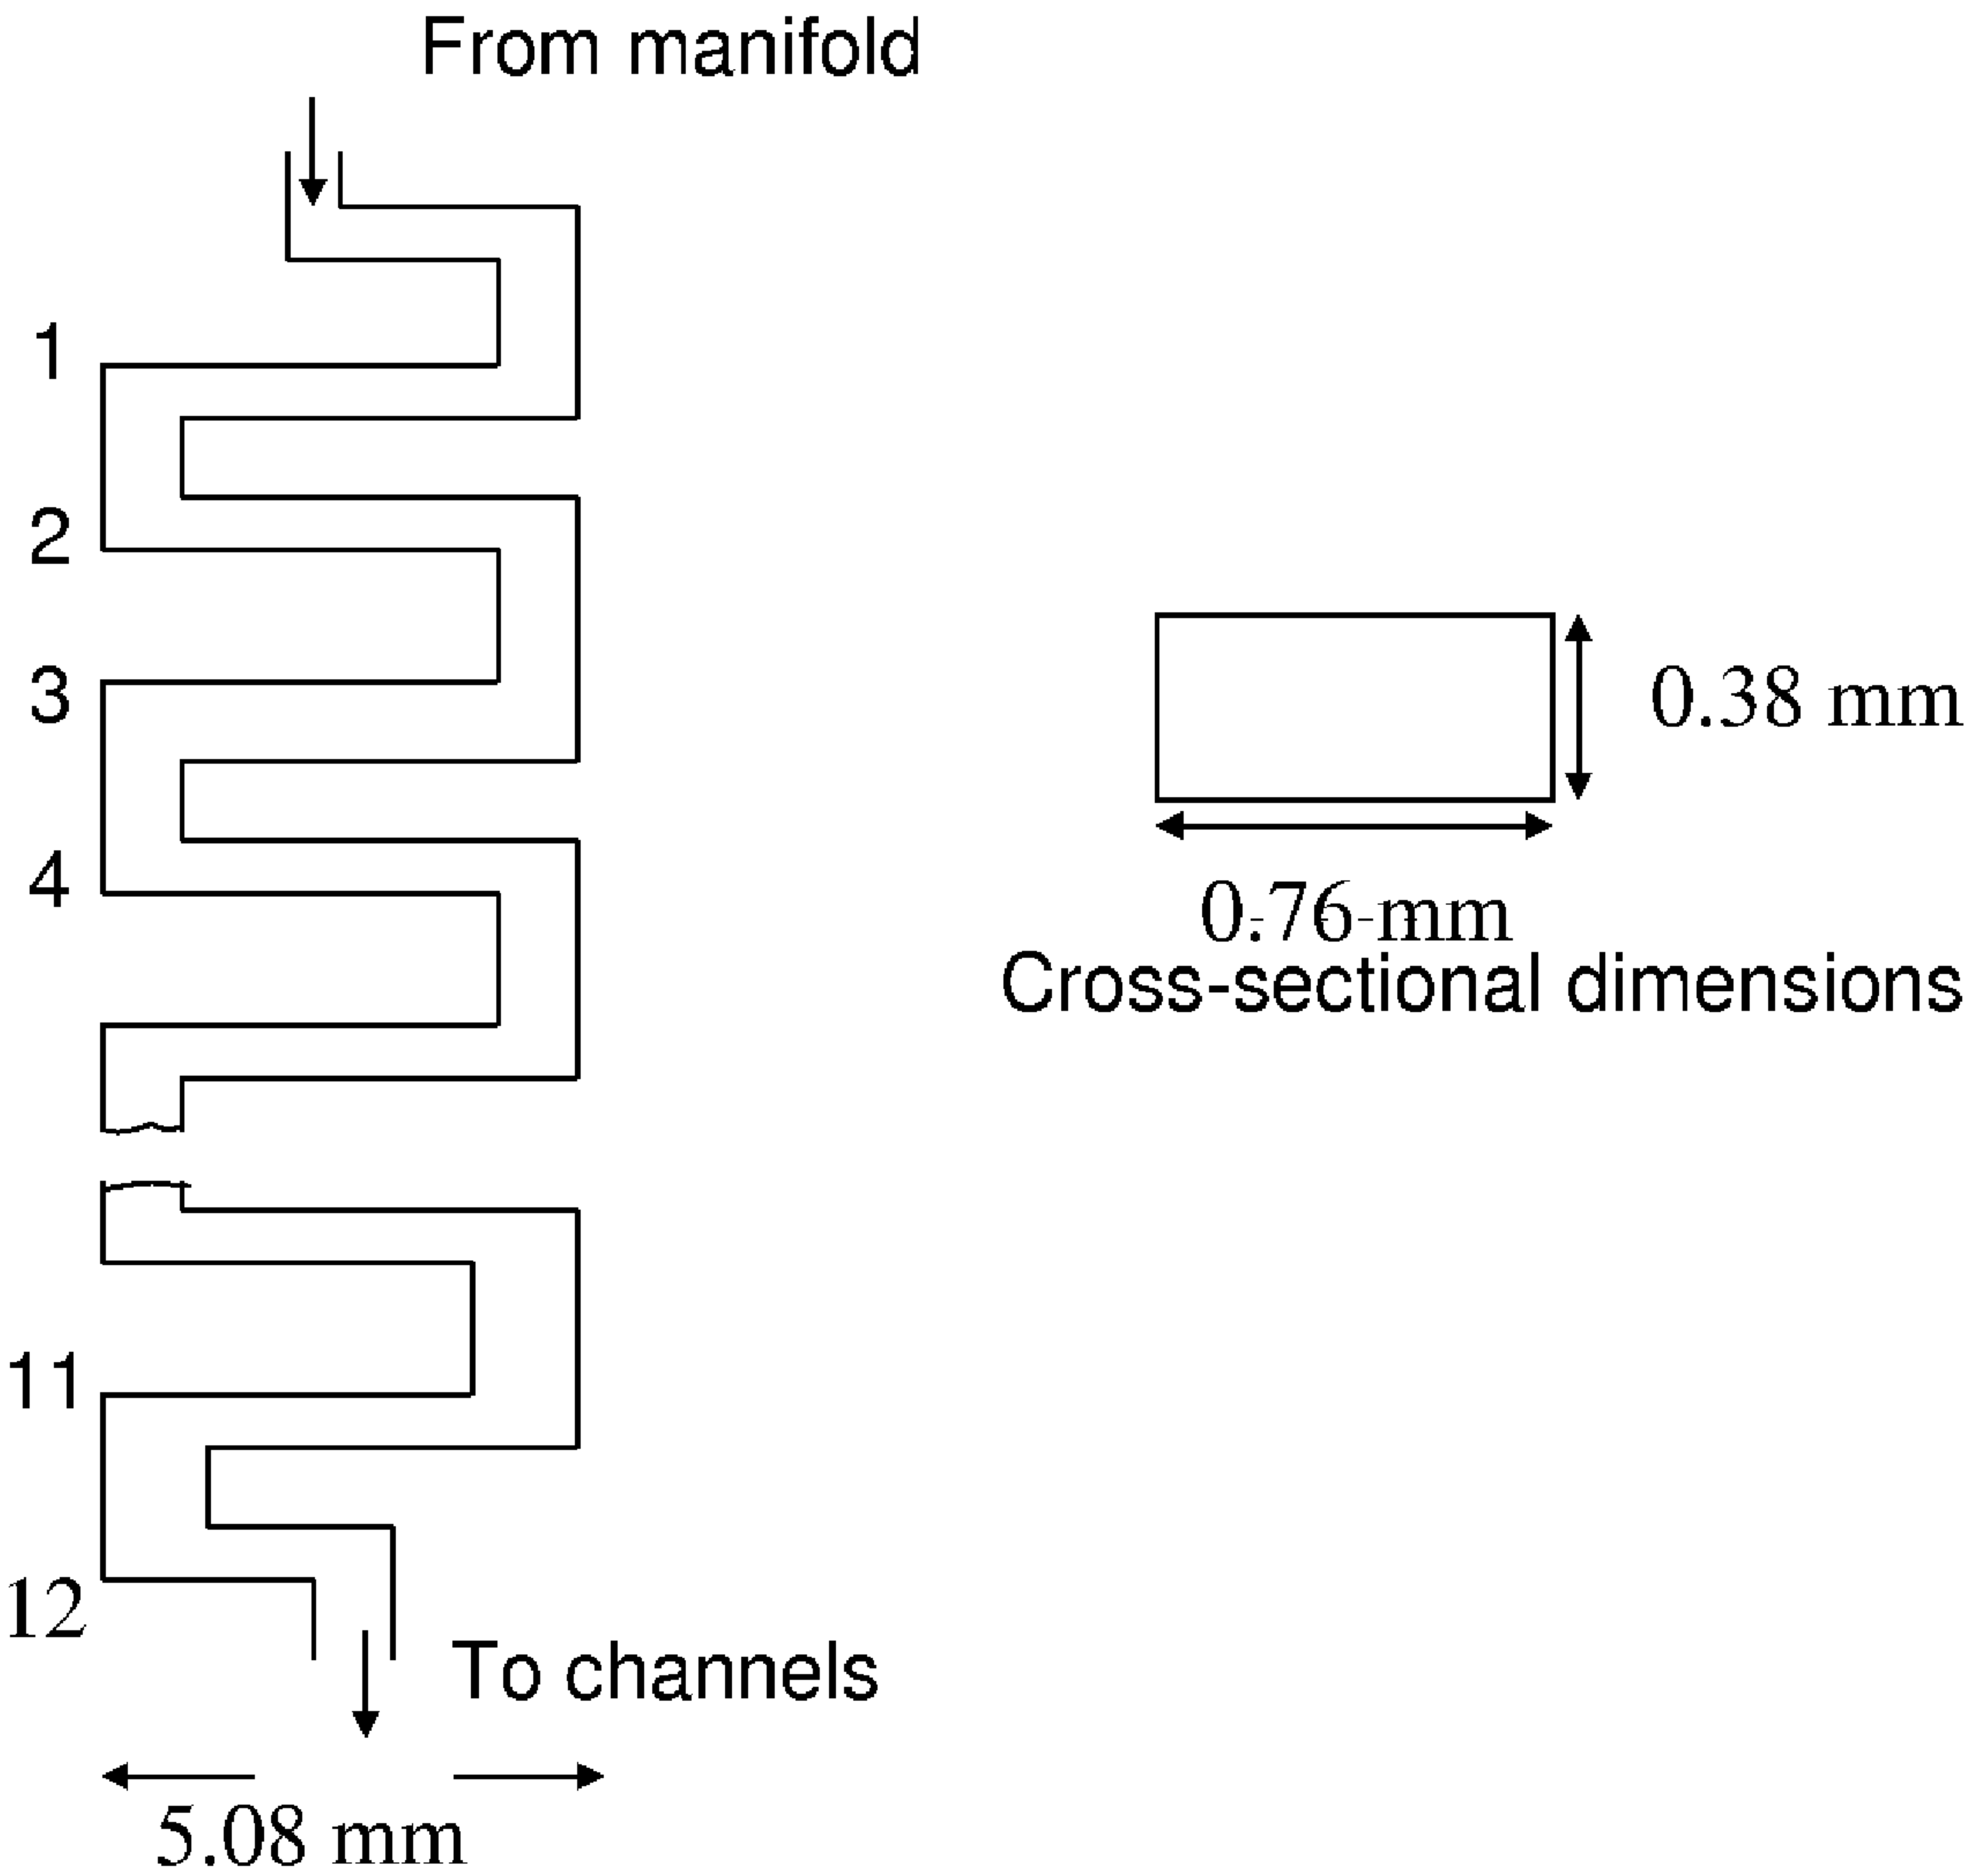 From manifold
1
2
3
0.38 mm
4
0.76 mm
Cross-sectional dimensions
11
12
To channels
5.08 mm